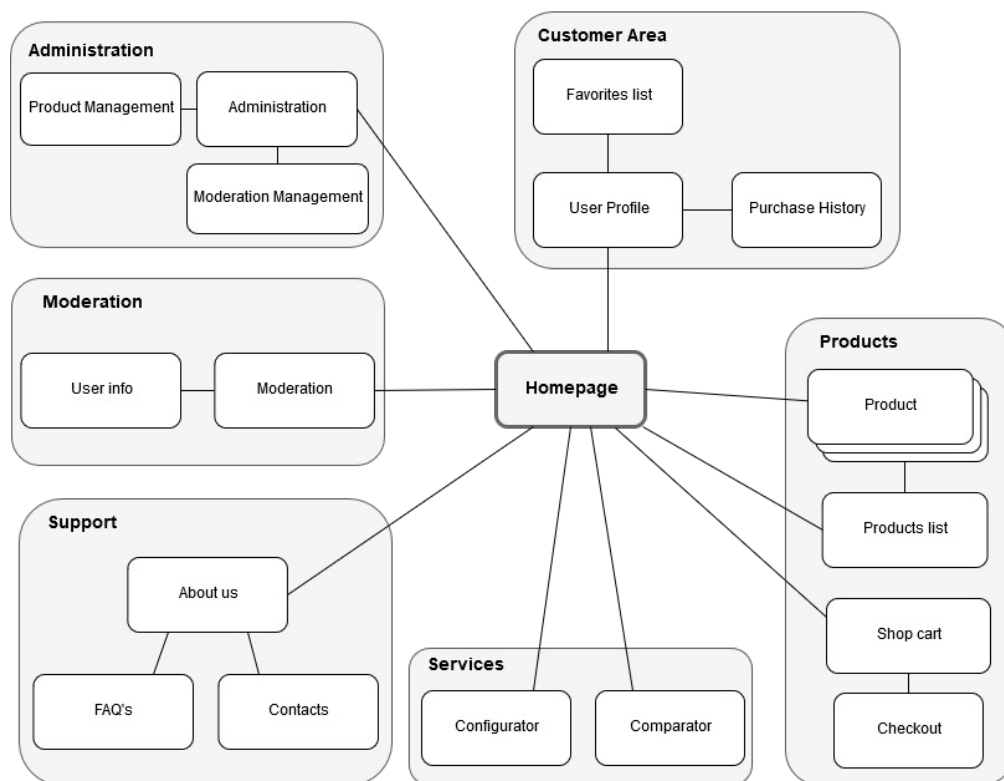 Administration
Product Management
Administration
Moderation Management
Customer Area
Favorites list
User Profile
Purchase History
Moderation
User info
Moderation
Homepage
Products
Product
Products list
Shop cart
Checkout
Support
About us
FAQ's
Contacts
Services
Configurator
Comparator